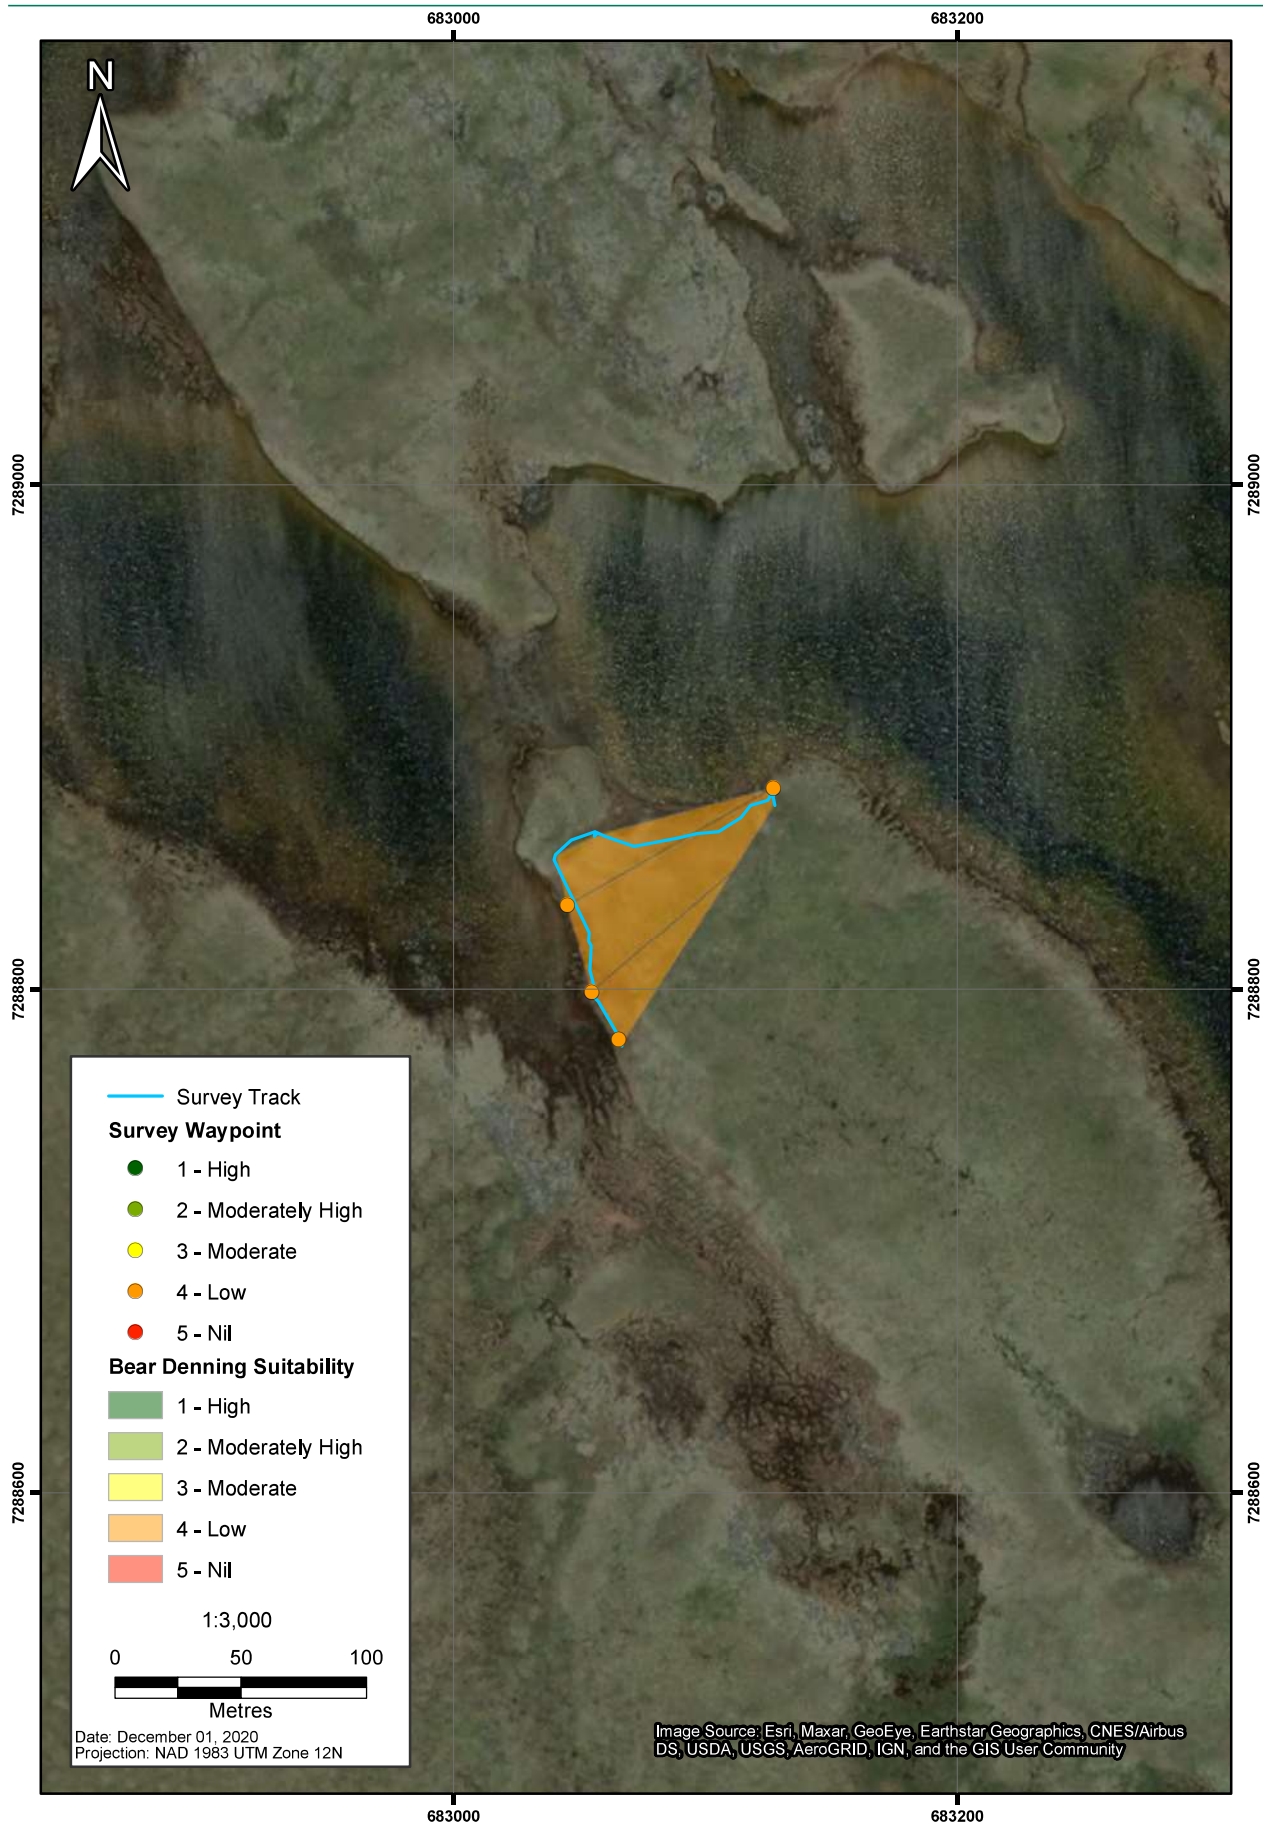 683000 683200
N
7289000 7289000
7288800 7288800
Survey Track
Survey Waypoint
1 - High
2 - Moderately High
3 - Moderate
4 - Low
5 - Nil
Bear Denning Suitability
1 - High
2 - Moderately High
3 - Moderate
4 - Low
5 - Nil
7288600 7288600
1:3,000
0 50 100
Metres
Date: December 01, 2020
Projection: NAD 1983 UTM Zone 12N
Image Source: Esri, Maxar, GeoEye, Earthstar Geographics, CNES/Airbus
DS, USDA, USGS, AeroGRID, IGN, and the GIS User Community
683000 683200